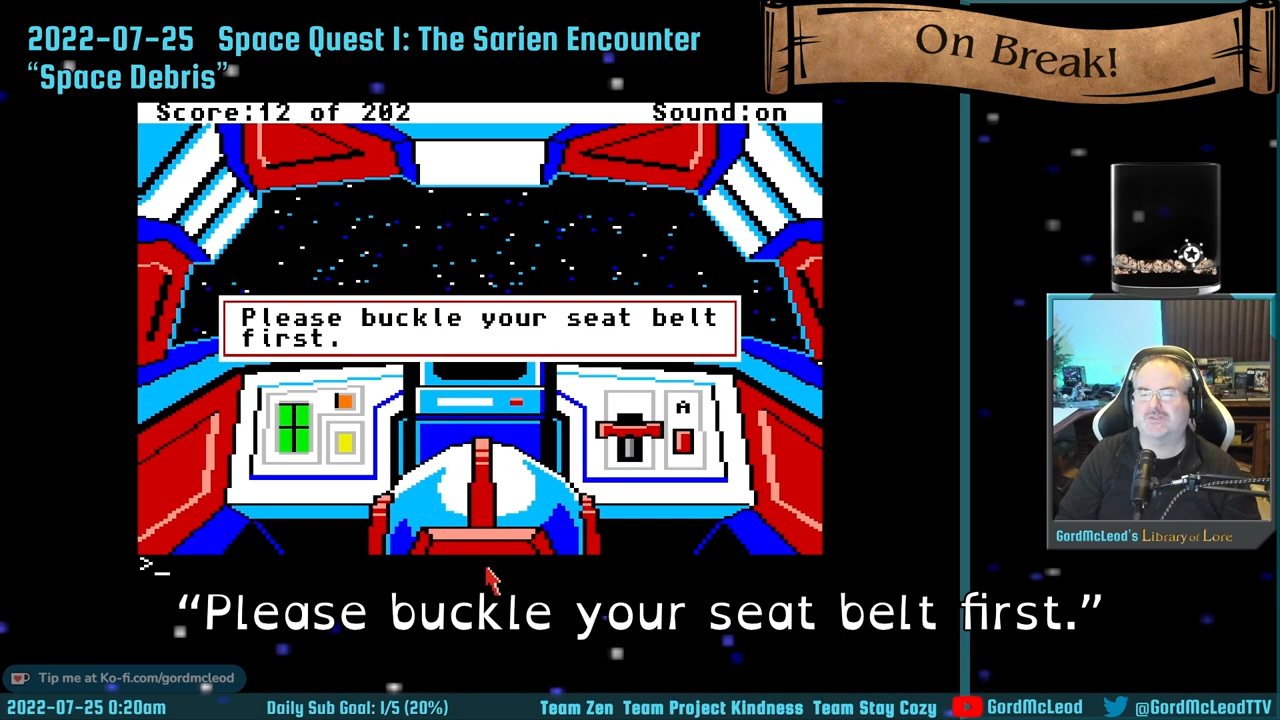 2022-07-25 Space Quest I: The Sarien Encounter
“Space Debris”
On Break!
Score:12 of 202 Sound:on
Please buckle your seat belt
first.
A
>_
“Please buckle your seat belt first.”
GordMcLeod's Library of Lore
Tip me at Ko-fi.com/gordmcleod
2022-07-25 0:20am Daily Sub Goal: 1/5 (20%) Team Zen Team Project Kindness Team Stay Cozy GordMcLeod @GordMcLeodTTV